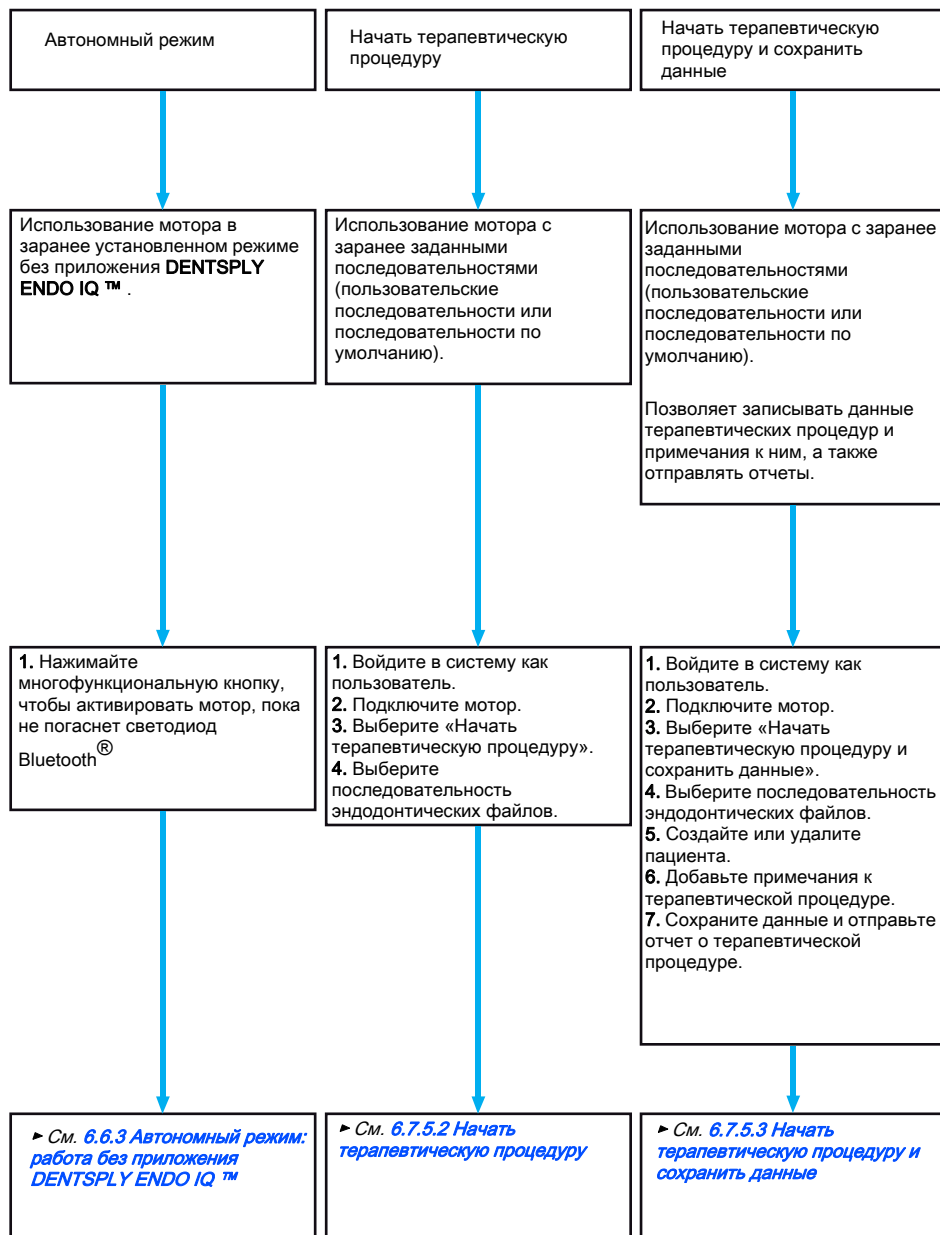 Автономный режим
Начать терапевтическую
процедуру
Начать терапевтическую
процедуру и сохранить
данные
Использование мотора в
заранее установленном режиме
без приложения DENTSPLY
ENDO IQ ™ .
Использование мотора с
заранее заданными
последовательностями
(пользовательские
последовательности или
последовательности по
умолчанию).
Использование мотора с заранее
заданными
последовательностями
(пользовательские
последовательности или
последовательности по
умолчанию).
Позволяет записывать данные
терапевтических процедур и
примечания к ним, а также
отправлять отчеты.
1. Нажимайте
многофункциональную кнопку,
чтобы активировать мотор, пока
не погаснет светодиод
Bluetooth®
1. Войдите в систему как
пользователь.
2. Подключите мотор.
3. Выберите «Начать
терапевтическую процедуру».
4. Выберите
последовательность
эндодонтических файлов.
1. Войдите в систему как
пользователь.
2. Подключите мотор.
3. Выберите «Начать
терапевтическую процедуру и
сохранить данные».
4. Выберите последовательность
эндодонтических файлов.
5. Создайте или удалите
пациента.
6. Добавьте примечания к
терапевтической процедуре.
7. Сохраните данные и отправьте
отчет о терапевтической
процедуре.
► См. 6.6.3 Автономный режим:
работа без приложения
DENTSPLY ENDO IQ ™
► См. 6.7.5.2 Начать
терапевтическую процедуру
► См. 6.7.5.3 Начать
терапевтическую процедуру и
сохранить данные